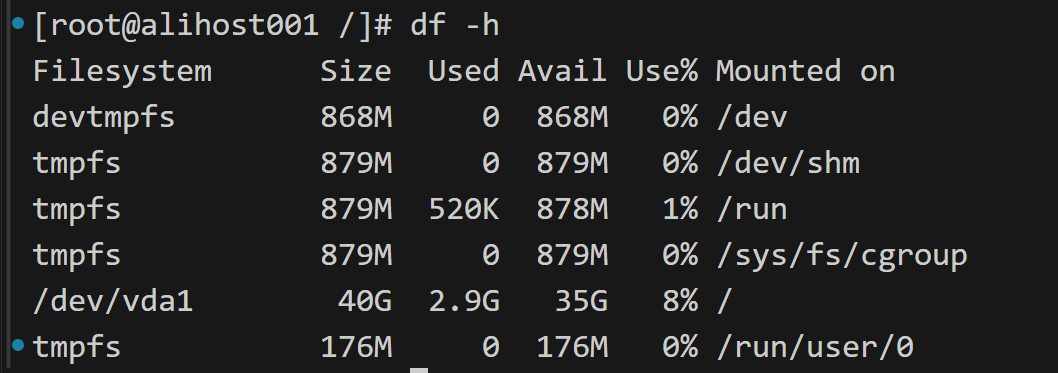 [root@alihost001 /]# df -h
Filesystem      Size  Used Avail Use% Mounted on
devtmpfs        868M     0  868M   0% /dev
tmpfs           879M     0  879M   0% /dev/shm
tmpfs           879M  520K  878M   1% /run
tmpfs           879M     0  879M   0% /sys/fs/cgroup
/dev/vda1        40G  2.9G   35G   8% /
tmpfs           176M     0  176M   0% /run/user/0